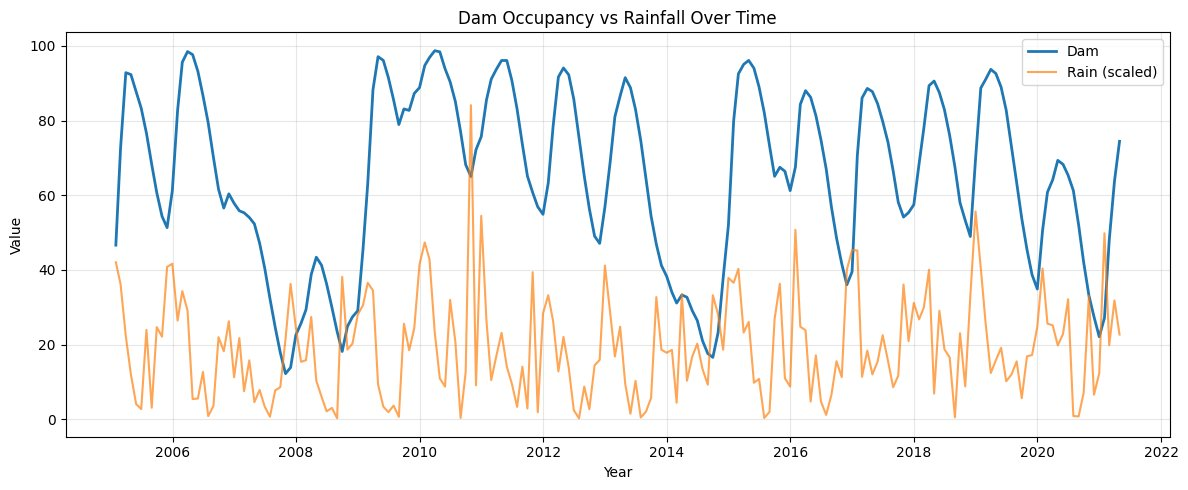 Dam Occupancy vs Rainfall Over Time
Dam
Rain (scaled)
Value
100
80
60
40
20
0
2006 2008 2010 2012 2014 2016 2018 2020 2022
Year